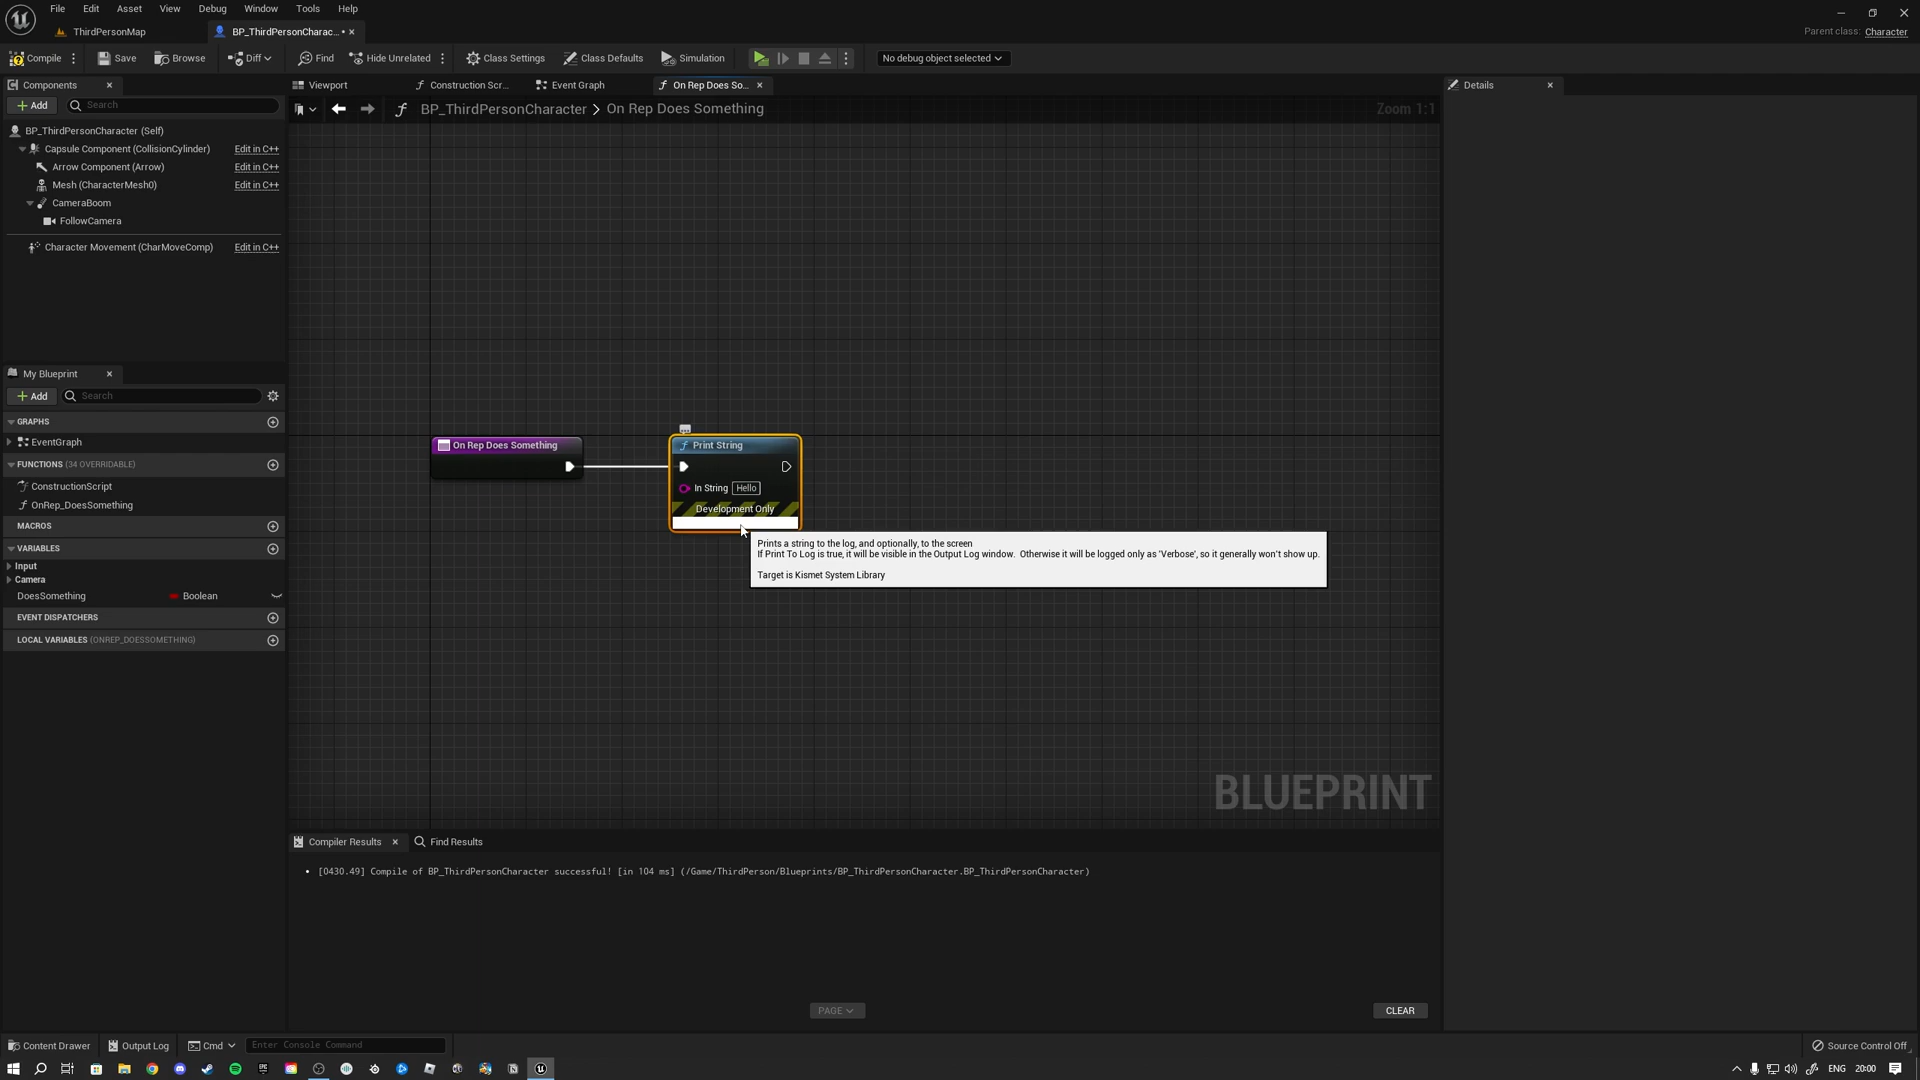 File Edit Asset View Window Debug Tools Help
ThirdPersonMap
BP_ThirdPersonCharac... •
Parent class: Character
Compile
Save
Browse
Diff
Find
Hide Unrelated
Class Settings
Class Defaults
Simulation
No debug object selected
Components
Add
Search
BP_ThirdPersonCharacter (Self)
Capsule Component (CollisionCylinder) Edit in C++
Arrow Component (Arrow) Edit in C++
Mesh (CharacterMesh0) Edit in C++
CameraBoom
FollowCamera
Character Movement (CharMoveComp) Edit in C++
My Blueprint
Add
Search
GRAPHS
EventGraph
FUNCTIONS (34 OVERRIDABLE)
ConstructionScript
OnRep_DoesSomething
MACROS
VARIABLES
Input
Camera
DoesSomething Boolean
EVENT DISPATCHERS
LOCAL VARIABLES (ONREP_DOESSOMETHING)
Viewport
Construction Scr...
Event Graph
On Rep Does So...
BP_ThirdPersonCharacter > On Rep Does Something
Zoom 1:1
On Rep Does Something
Print String
In String Hello
Development Only
Prints a string to the log, and optionally, to the screen
If Print To Log is true, it will be visible in the Output Log window. Otherwise it will be logged only as 'Verbose', so it generally won't show up.
Target is Kismet System Library
BLUEPRINT
Compiler Results
Find Results
• [0430.49] Compile of BP_ThirdPersonCharacter successful! [in 104 ms] (/Game/ThirdPerson/Blueprints/BP_ThirdPersonCharacter.BP_ThirdPersonCharacter)
PAGE
CLEAR
Details
Content Drawer
Output Log
Cmd
Enter Console Command
Source Control Off
ENG
20:00